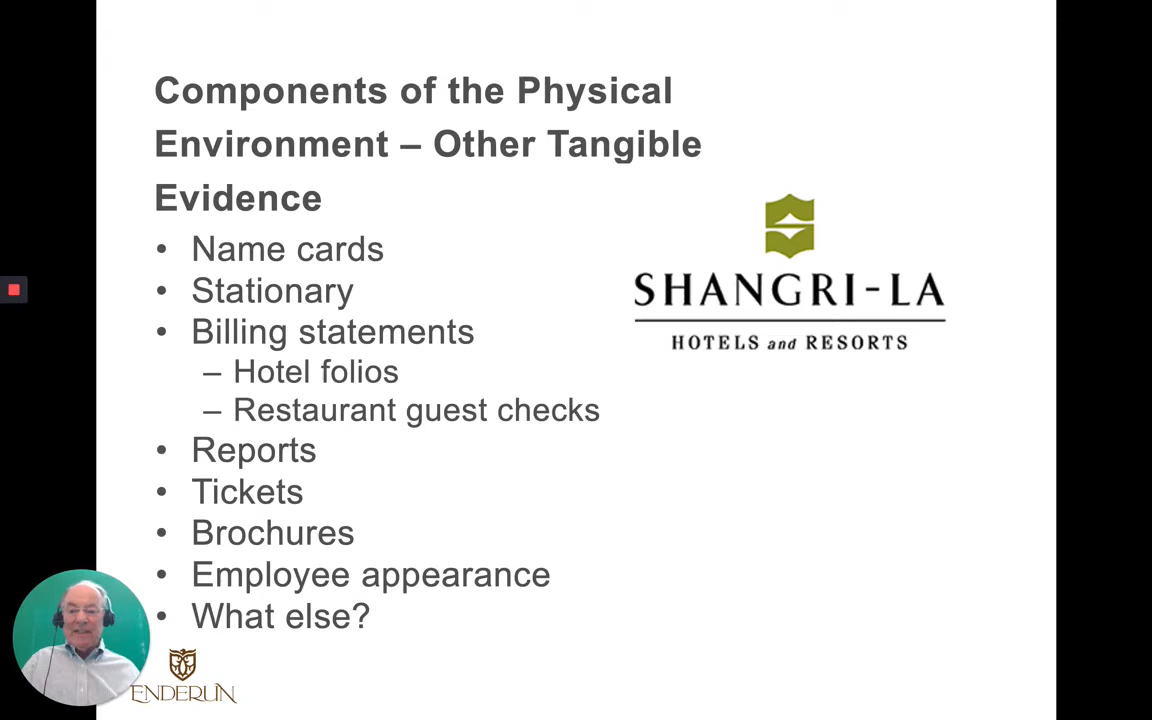 Components of the Physical
Environment – Other Tangible
Evidence
• Name cards
• Stationary
• Billing statements
– Hotel folios
– Restaurant guest checks
• Reports
• Tickets
• Brochures
• Employee appearance
• What else?
SHANGRI-LA
HOTELS and RESORTS
ENDERUN